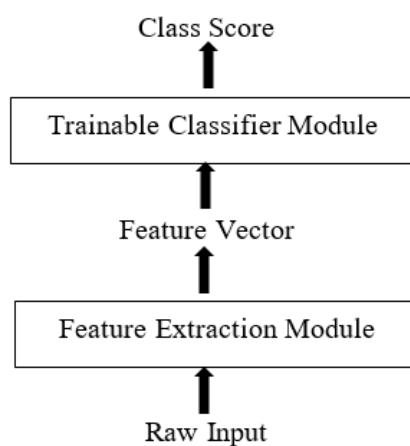 Class Score
Trainable Classifier Module
Feature Vector
Feature Extraction Module
Raw Input